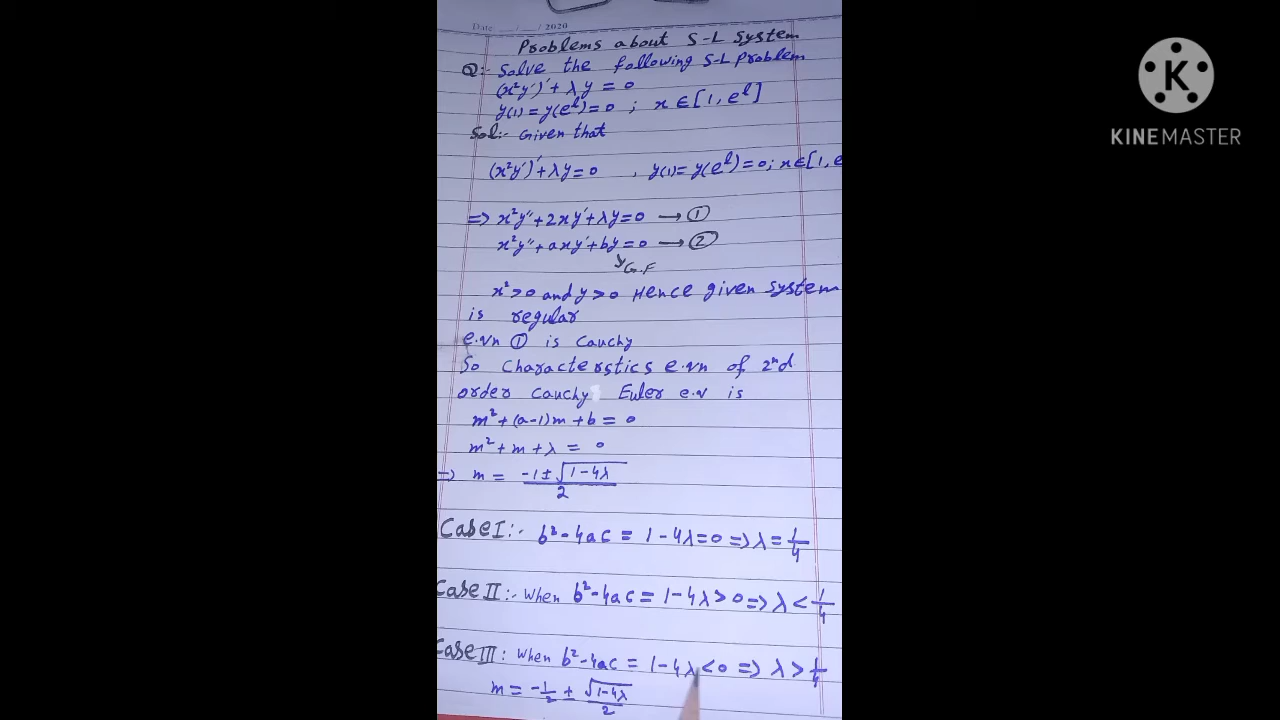 Date __/__/2020
Problems about S-L System
Q:- Solve the following S-L Problem
(x²y')' + λy = 0
y(1) = y(e^l) = 0 ; x ∈ [1, e^l]
Sol:- Given that
(x²y')' + λy = 0 , y(1) = y(e^l) = 0; x ∈ [1, e
=> x²y'' + 2xy' + λy = 0 → ①
x²y'' + axy' + by = 0 → ②
G.F
x² > 0 and y > 0 Hence given system
is regular
e.vn ① is Cauchy
So Characterstics e.vn of 2nd
order Cauchy Euler e.v is
m² + (a-1)m + b = 0
m² + m + λ = 0
=> m = (-1 ± √(1-4λ))/2
Case I:- b² - 4ac = 1 - 4λ = 0 => λ = 1/4
Case II:- When b² - 4ac = 1 - 4λ > 0 => λ < 1/4
Case III: When b² - 4ac = 1 - 4λ < 0 => λ > 1/4
m = -1/2 ± √(1-4λ)/2
K
KINEMASTER